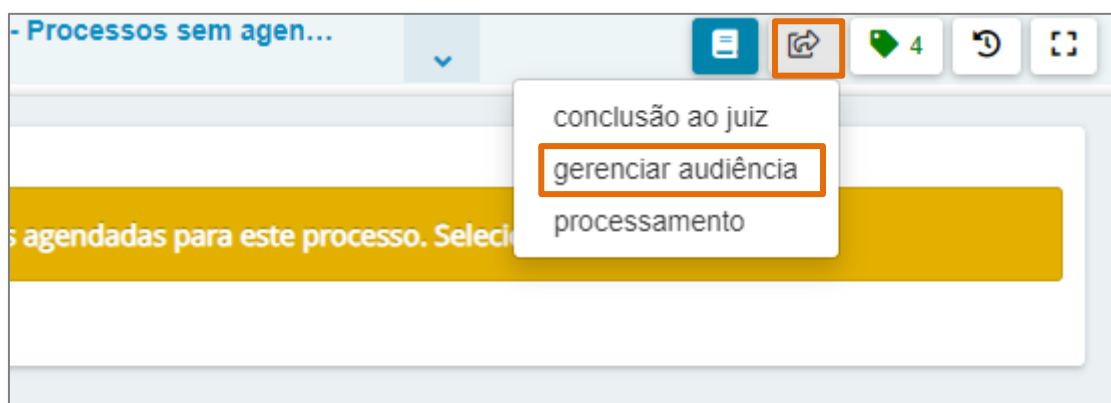 - Processos sem agen...
4
conclusão ao juiz
gerenciar audiência
processamento
s agendadas para este processo. Seleci